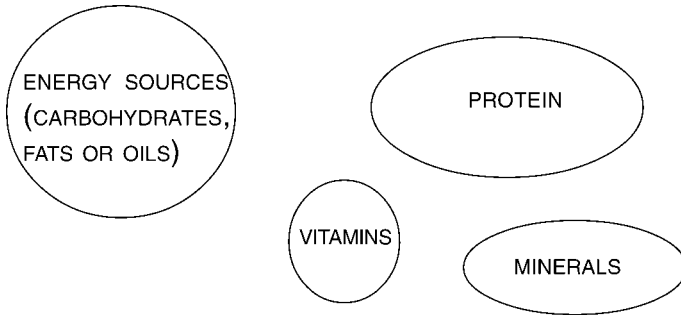 ENERGY SOURCES
(CARBOHYDRATES,
FATS OR OILS)
PROTEIN
VITAMINS
MINERALS